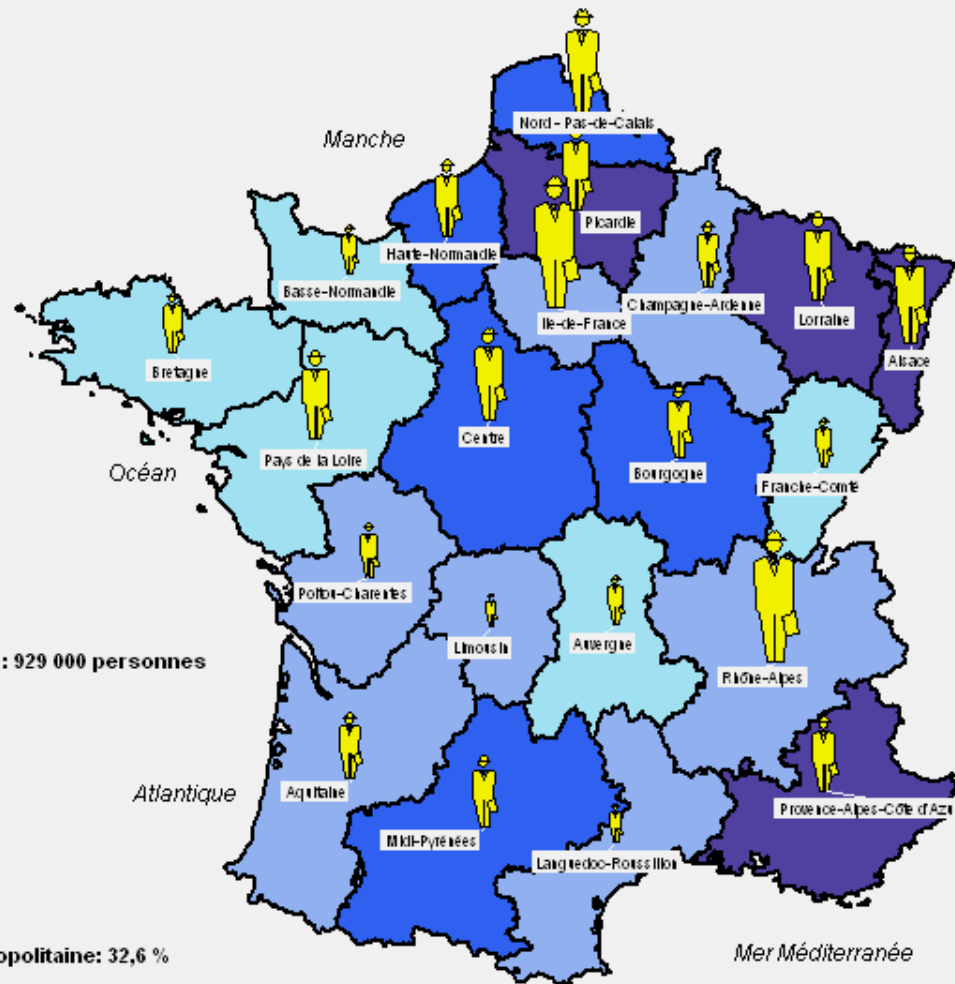 Nord - Pas-de-Calais
Manche
Picardie
Haute-Normandie
Basse-Normandie
Champagne-Ardenne
Ile-de-France
Lorraine
Alsace
Bretagne
Centre
Pays de la Loire
Océan
Bourgogne
Franche-Comté
Poitou-Charentes
Limousin
Auvergne
: 929 000 personnes
Rhône-Alpes
Aquitaine
Atlantique
Provence-Alpes-Côte d'Azu
Midi-Pyrénées
Languedoc-Roussillon
opolitaine: 32,6 %
Mer Méditerranée